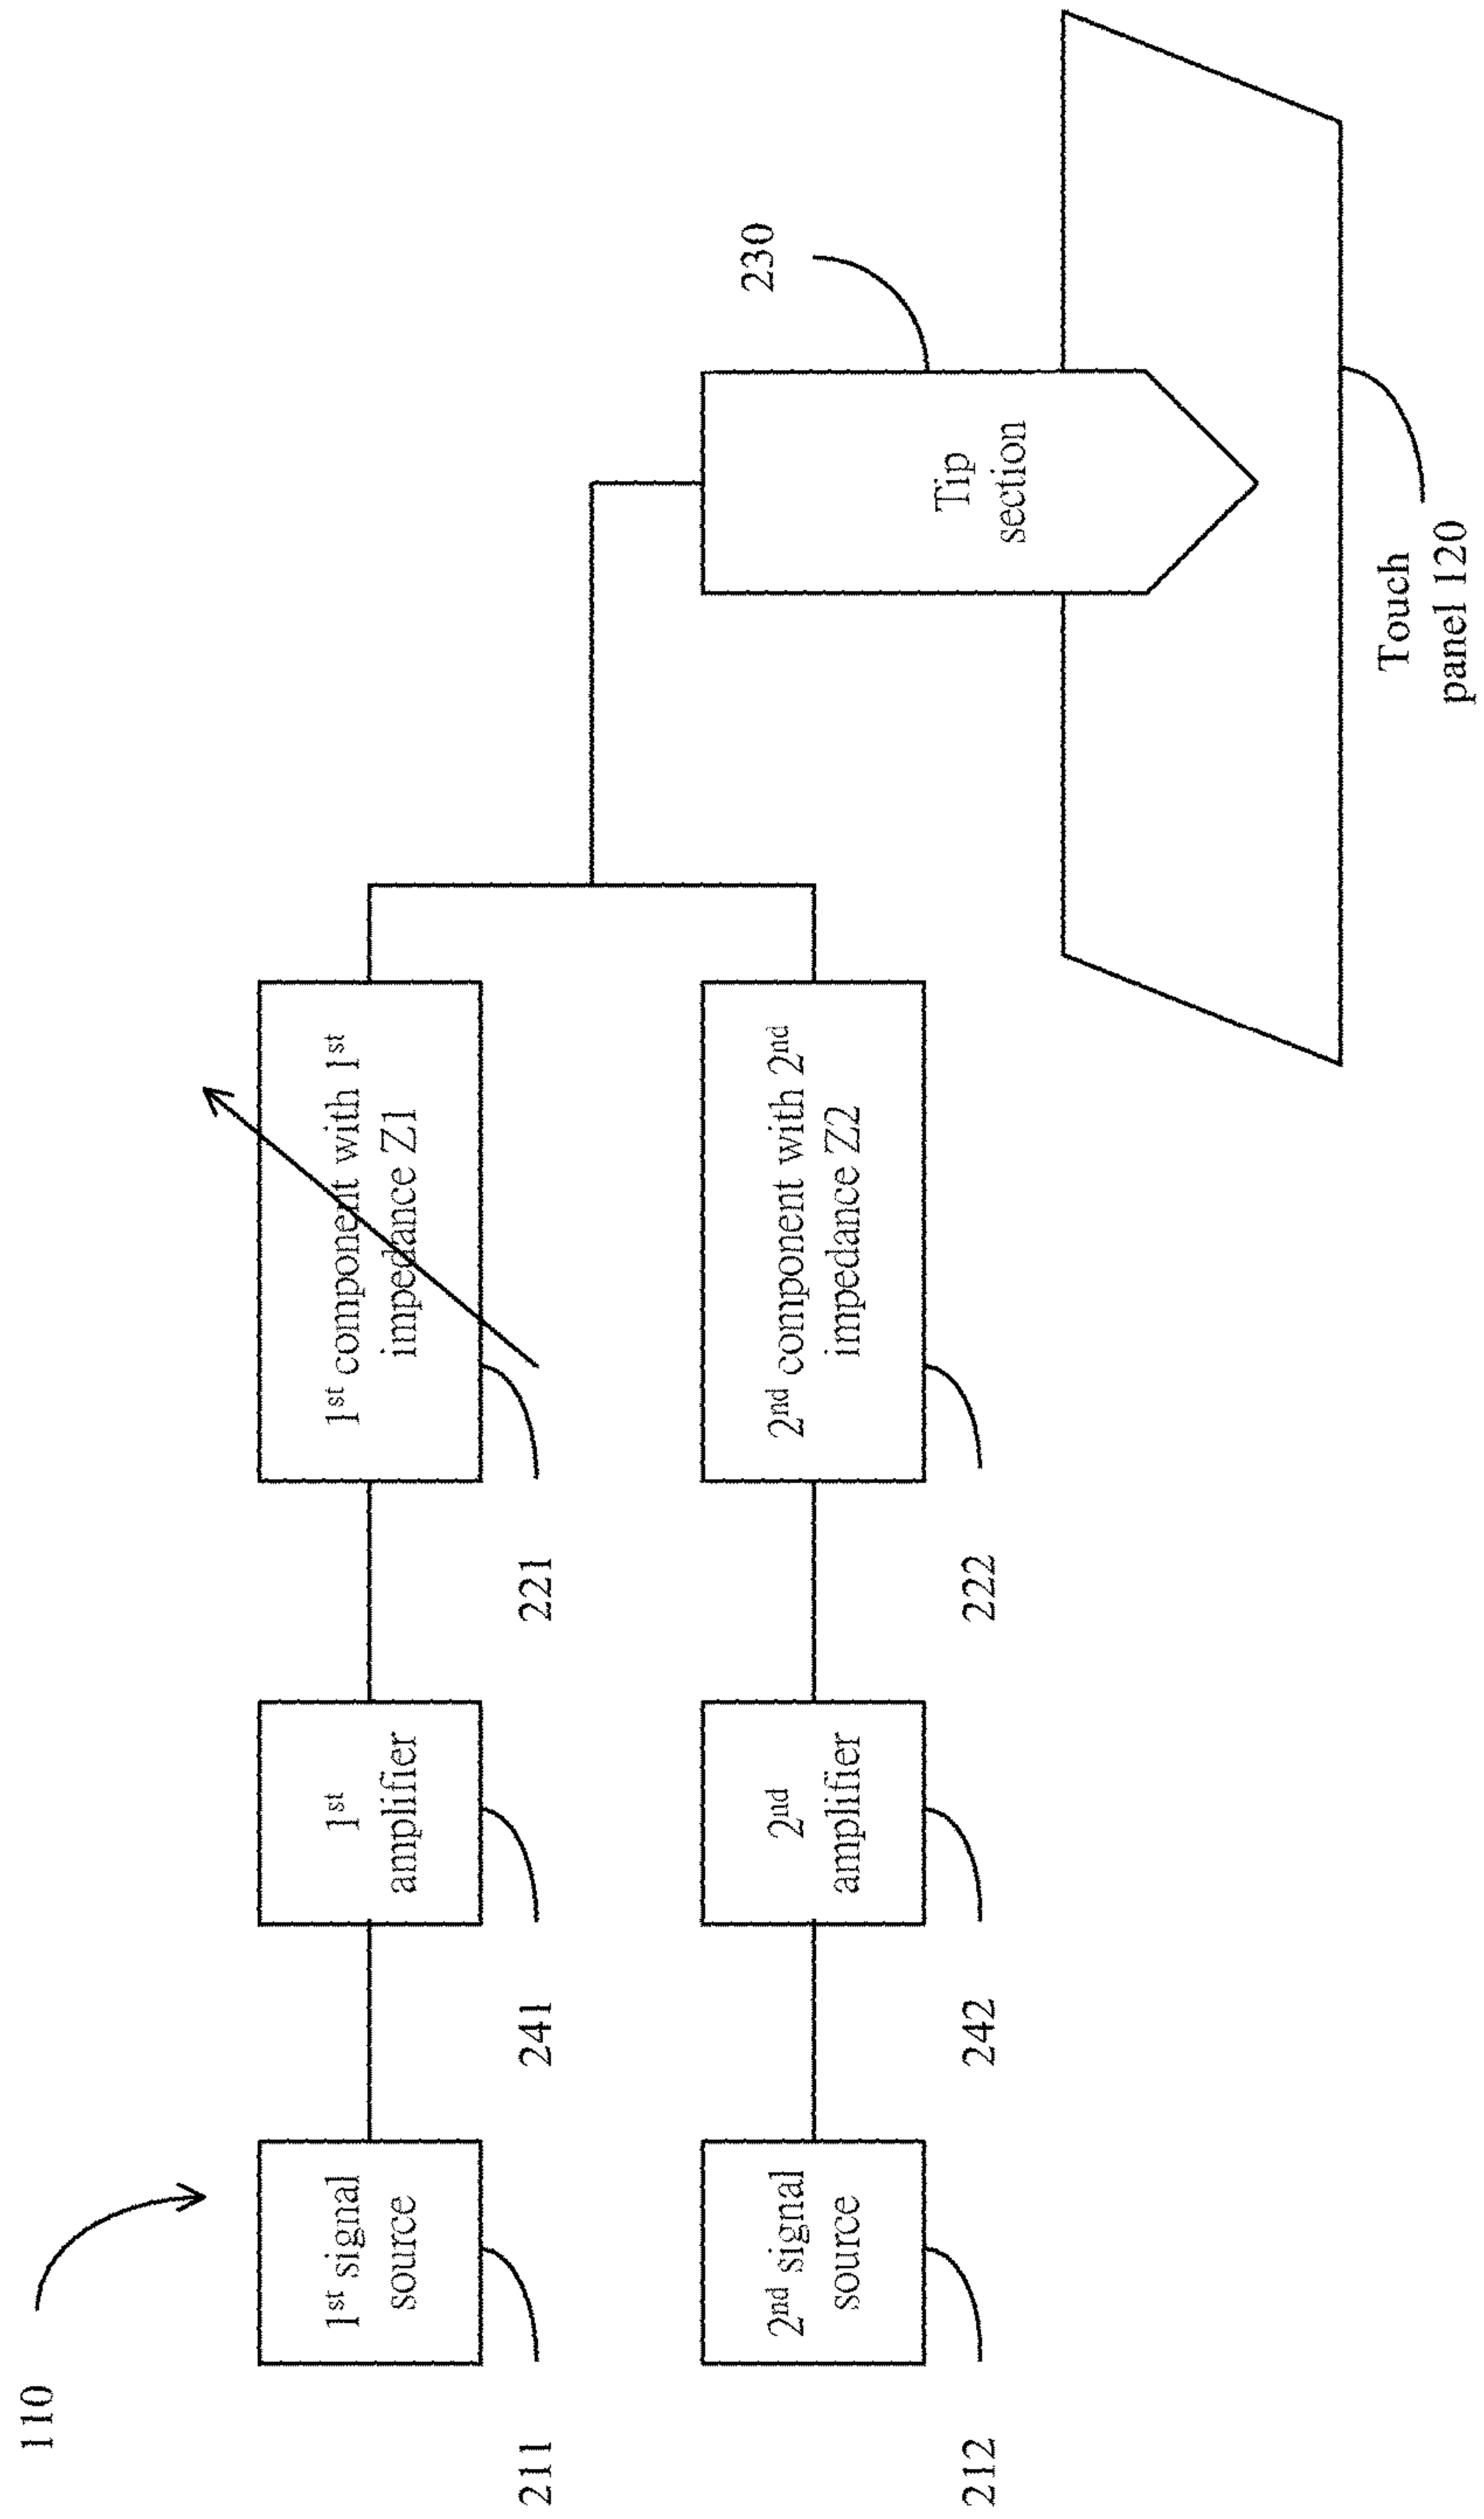 110
1st signal
source
211
1st
amplifier
241
1st component with 1st
impedance Z1
221
2nd signal
source
212
2nd
amplifier
242
2nd component with 2nd
impedance Z2
222
230
Tip
section
Touch
panel 120